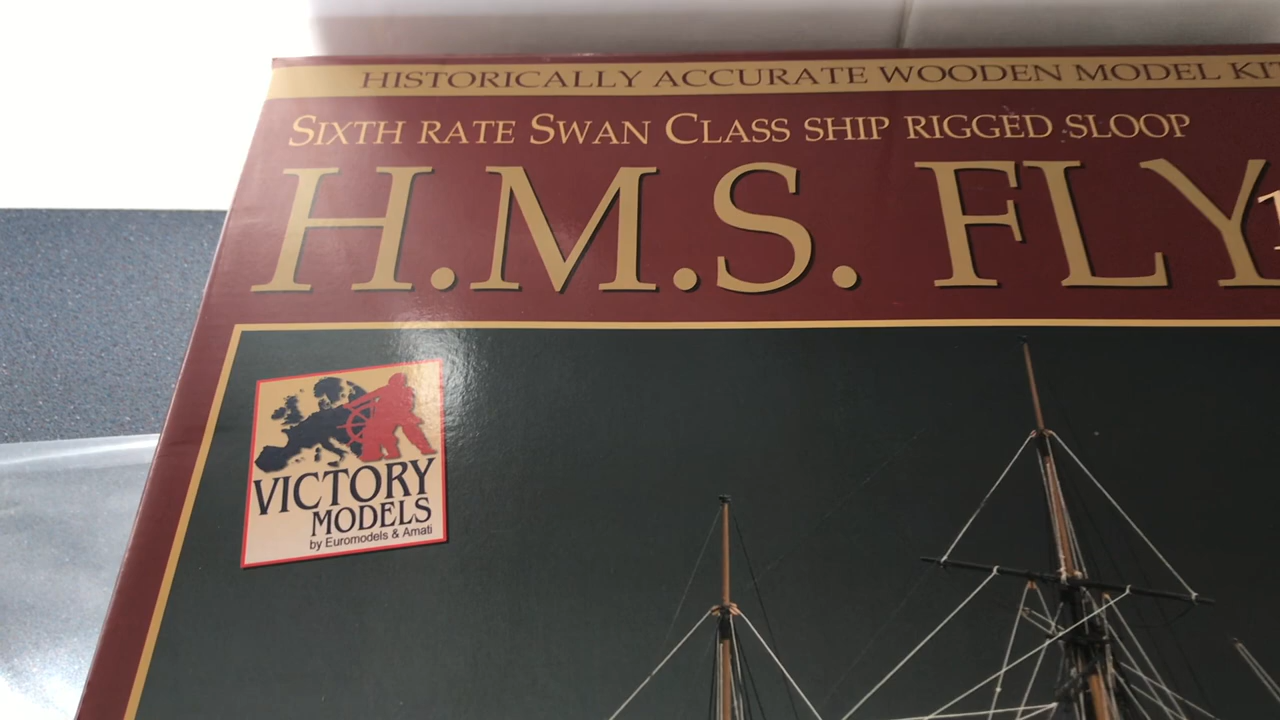 HISTORICALLY ACCURATE WOODEN MODEL KIT
SIXTH RATE SWAN CLASS SHIP RIGGED SLOOP
H.M.S. FLY
VICTORY
MODELS
by Euromodels & Amati